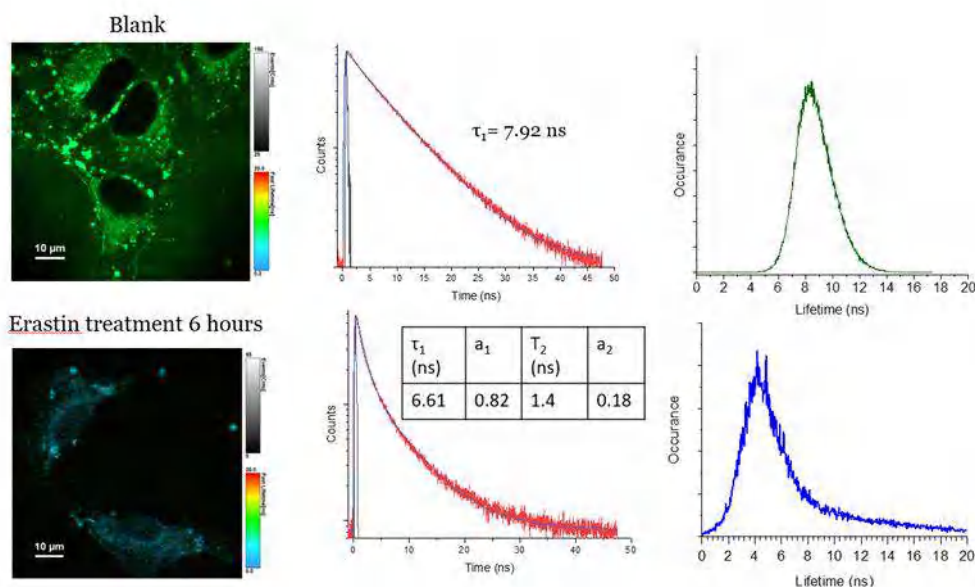 Blank
10 µm
Counts
τ₁= 7.92 ns
0 5 10 15 20 25 30 35 40 45 50
Time (ns)
Occurance
0 2 4 6 8 10 12 14 16 18 20
Lifetime (ns)
Erastin treatment 6 hours
10 µm
Counts
τ₁ (ns) a₁ T₂ (ns) a₂
6.61 0.82 1.4 0.18
0 10 20 30 40 50
Time (ns)
Occurance
0 2 4 6 8 10 12 14 16 18 20
Lifetime (ns)